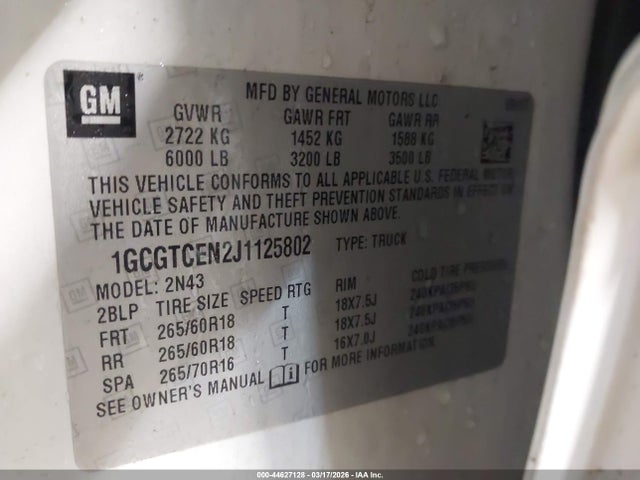 GM
MFD BY GENERAL MOTORS LLC
GVWR GAWR FRT GAWR RR
2722 KG 1452 KG 1588 KG
6000 LB 3200 LB 3500 LB
THIS VEHICLE CONFORMS TO ALL APPLICABLE U.S. FEDERAL MOTOR
VEHICLE SAFETY AND THEFT PREVENTION STANDARDS IN EFFECT ON
THE DATE OF MANUFACTURE SHOWN ABOVE.
1GCGTCEN2J1125802 TYPE: TRUCK
MODEL: 2N43
2BLP TIRE SIZE SPEED RTG RIM COLD TIRE PRESSURE
FRT 265/60R18 T 18X7.5J
RR 265/60R18 T 18X7.5J
SPA 265/70R16 T 16X7.0J
SEE OWNER'S MANUAL FOR MORE INFORMATION.
000-44627128 - 03/17/2026 - IAA Inc.